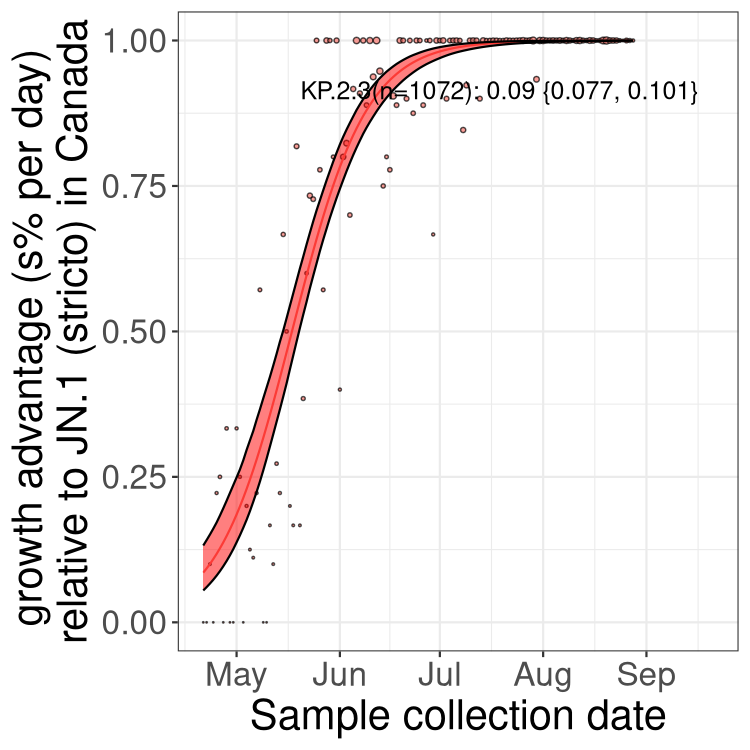 growth advantage (s% per day)
relative to JN.1 (stricto) in Canada
1.00
0.75
0.50
0.25
0.00
KP.2.3(n=1072): 0.09 {0.077, 0.101}
May Jun Jul Aug Sep
Sample collection date